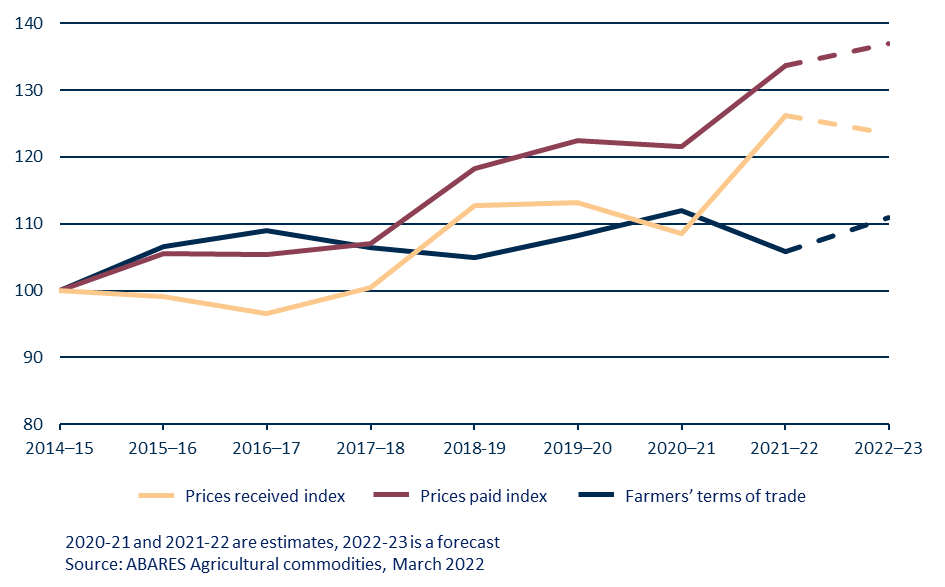 140
130
120
110
100
90
80
2014–15 2015–16 2016–17 2017-18 2018-19 2019–20 2020–21 2021–22 2022–23
Prices received index Prices paid index Farmers’ terms of trade
2020-21 and 2021-22 are estimates, 2022-23 is a forecast
Source: ABARES Agricultural commodities, March 2022